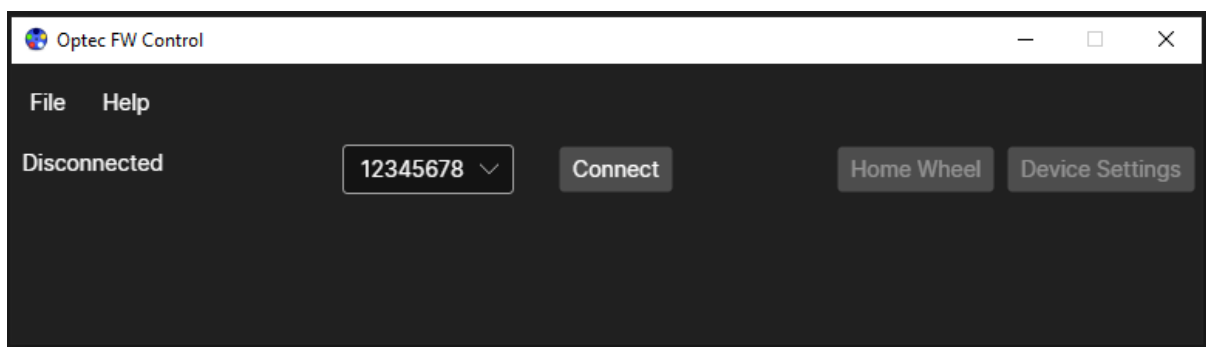 Optec FW Control
File Help
Disconnected 12345678 Connect Home Wheel Device Settings